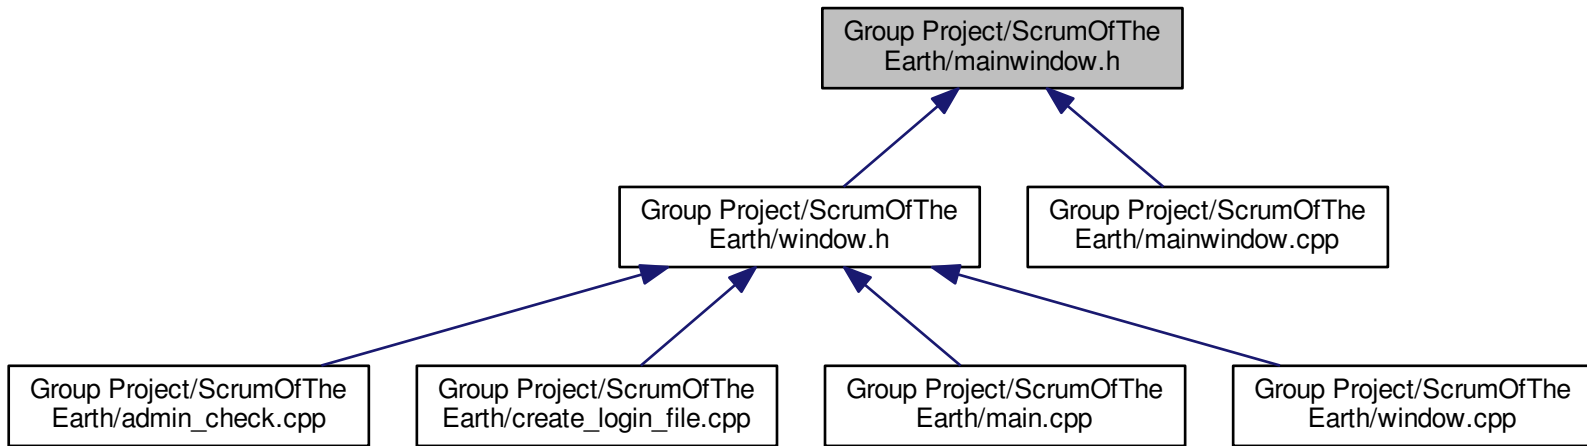 Group Project/ScrumOfThe
Earth/mainwindow.h
Group Project/ScrumOfThe
Earth/window.h
Group Project/ScrumOfThe
Earth/mainwindow.cpp
Group Project/ScrumOfThe
Earth/admin_check.cpp
Group Project/ScrumOfThe
Earth/create_login_file.cpp
Group Project/ScrumOfThe
Earth/main.cpp
Group Project/ScrumOfThe
Earth/window.cpp